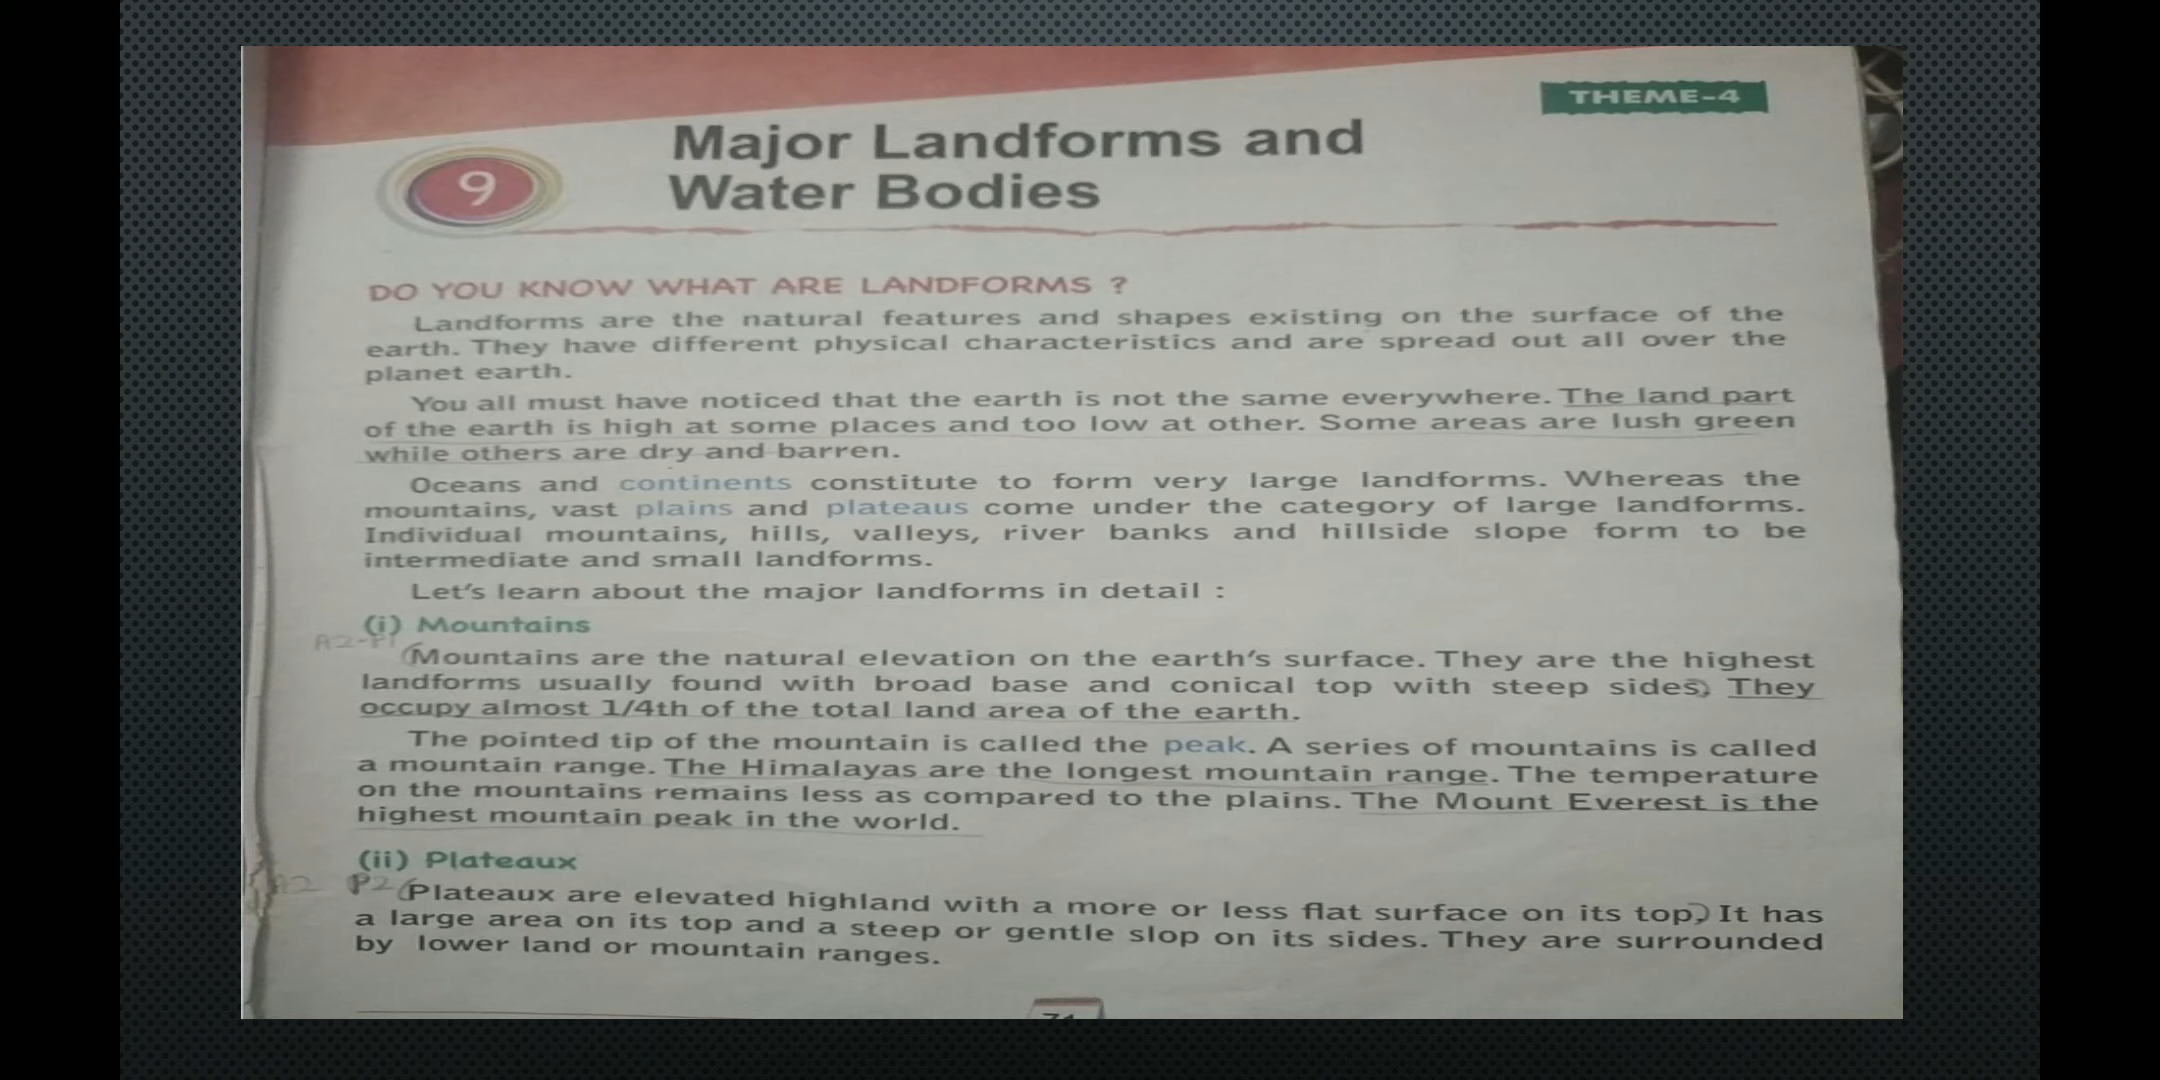 THEME-4
9
Major Landforms and
Water Bodies
DO YOU KNOW WHAT ARE LANDFORMS ?
Landforms are the natural features and shapes existing on the surface of the
earth. They have different physical characteristics and are spread out all over the
planet earth.
You all must have noticed that the earth is not the same everywhere. The land part
of the earth is high at some places and too low at other. Some areas are lush green
while others are dry and barren.
Oceans and continents constitute to form very large landforms. Whereas the
mountains, vast plains and plateaus come under the category of large landforms.
Individual mountains, hills, valleys, river banks and hillside slope form to be
intermediate and small landforms.
Let's learn about the major landforms in detail :
(i) Mountains
A2-P1
Mountains are the natural elevation on the earth's surface. They are the highest
landforms usually found with broad base and conical top with steep sides. They
occupy almost 1/4th of the total land area of the earth.
The pointed tip of the mountain is called the peak. A series of mountains is called
a mountain range. The Himalayas are the longest mountain range. The temperature
on the mountains remains less as compared to the plains. The Mount Everest is the
highest mountain peak in the world.
(ii) Plateaux
A2 P2
Plateaux are elevated highland with a more or less flat surface on its top. It has
a large area on its top and a steep or gentle slop on its sides. They are surrounded
by lower land or mountain ranges.